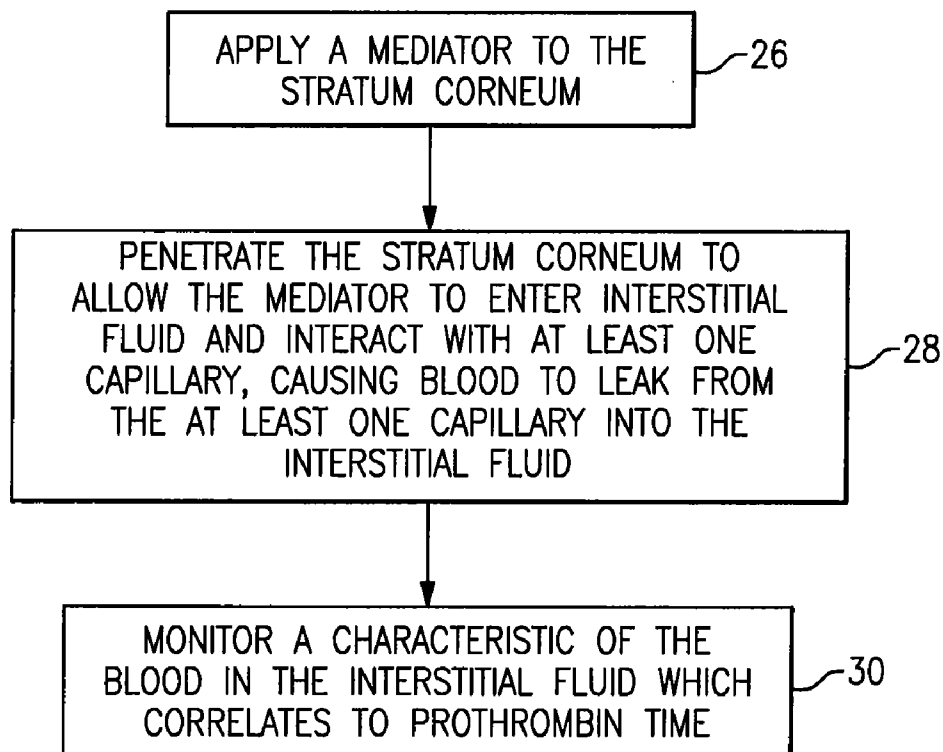 APPLY A MEDIATOR TO THE
STRATUM CORNEUM
26
PENETRATE THE STRATUM CORNEUM TO
ALLOW THE MEDIATOR TO ENTER INTERSTITIAL
FLUID AND INTERACT WITH AT LEAST ONE
CAPILLARY, CAUSING BLOOD TO LEAK FROM
THE AT LEAST ONE CAPILLARY INTO THE
INTERSTITIAL FLUID
28
MONITOR A CHARACTERISTIC OF THE
BLOOD IN THE INTERSTITIAL FLUID WHICH
CORRELATES TO PROTHROMBIN TIME
30